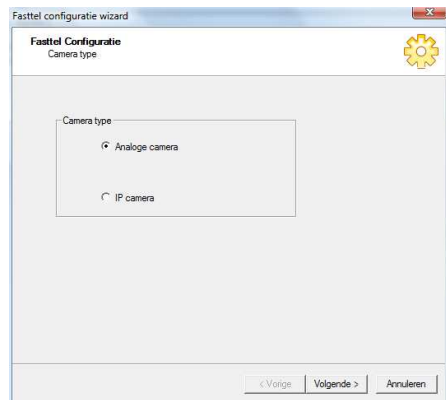 Fasttel configuratie wizard
Fasttel Configuratie
Camera type
Camera type
Analoge camera
IP camera
< Vorige
Volgende >
Annuleren